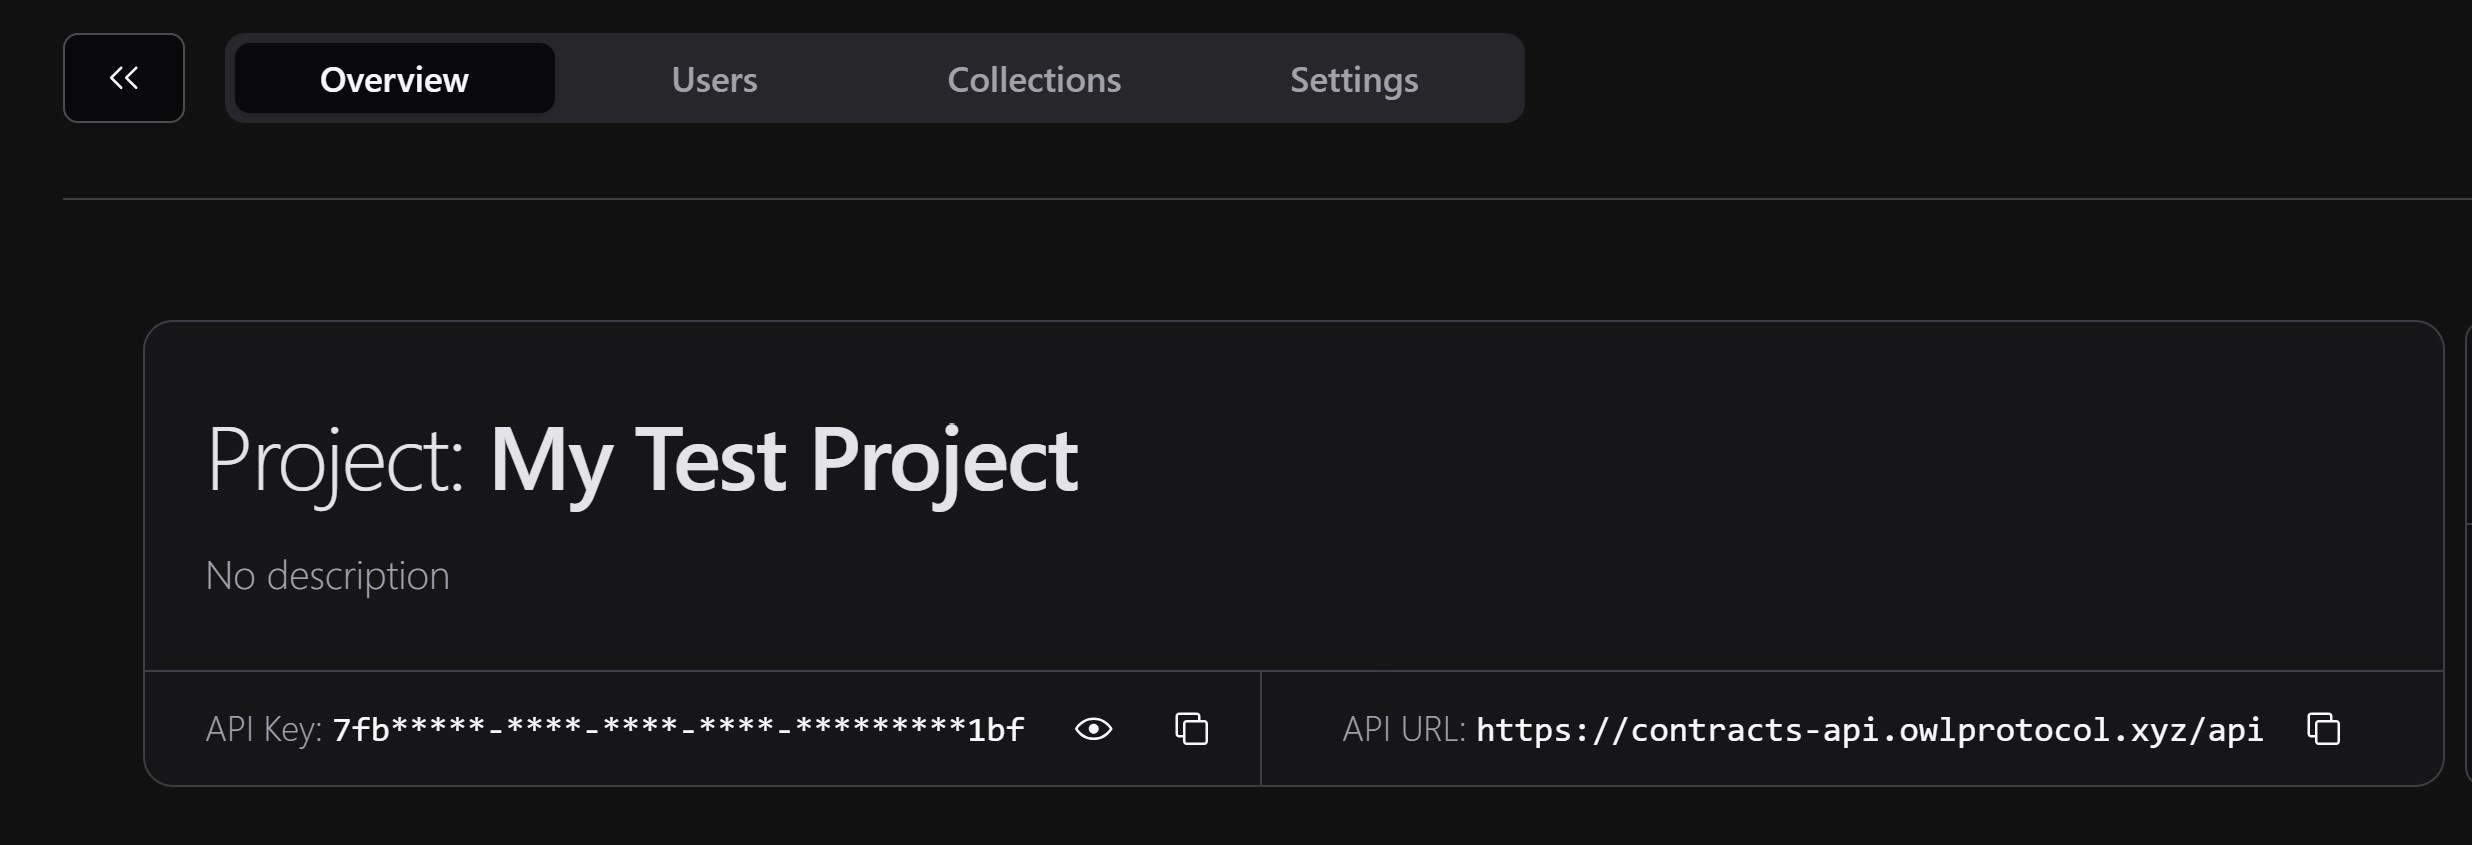 Overview Users Collections Settings
Project: My Test Project
No description
API Key: 7fb*****-****-****-****-*********1bf API URL: https://contracts-api.owlprotocol.xyz/api